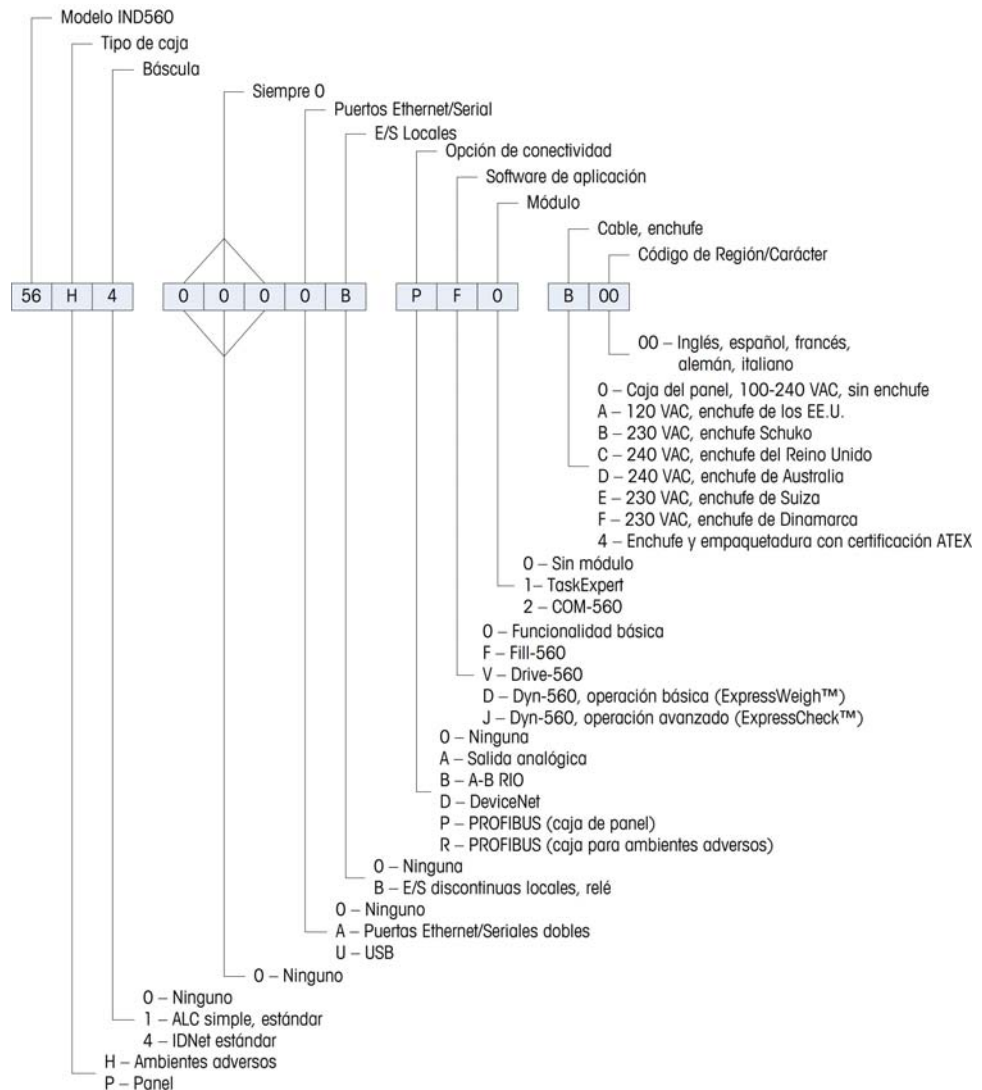 Modelo IND560
Tipo de caja
Báscula
Siempre 0
Puertos Ethernet/Serial
E/S Locales
Opción de conectividad
Software de aplicación
Módulo
Cable, enchufe
Código de Región/Carácter
56 H 4 0 0 0 0 B P F 0 B 00
00 – Inglés, español, francés,
alemán, italiano
0 – Caja del panel, 100-240 VAC, sin enchufe
A – 120 VAC, enchufe de los EE.U.
B – 230 VAC, enchufe Schuko
C – 240 VAC, enchufe del Reino Unido
D – 240 VAC, enchufe de Australia
E – 230 VAC, enchufe de Suiza
F – 230 VAC, enchufe de Dinamarca
4 – Enchufe y empaquetadura con certificación ATEX
0 – Sin módulo
1– TaskExpert
2 – COM-560
0 – Funcionalidad básica
F – Fill-560
V – Drive-560
D – Dyn-560, operación básica (ExpressWeigh™)
J – Dyn-560, operación avanzado (ExpressCheck™)
0 – Ninguna
A – Salida analógica
B – A-B RIO
D – DeviceNet
P – PROFIBUS (caja de panel)
R – PROFIBUS (caja para ambientes adversos)
0 – Ninguna
B – E/S discontinuas locales, relé
0 – Ninguno
A – Puertas Ethernet/Seriales dobles
U – USB
0 – Ninguno
0 – Ninguno
1 – ALC simple, estándar
4 – IDNet estándar
H – Ambientes adversos
P – Panel